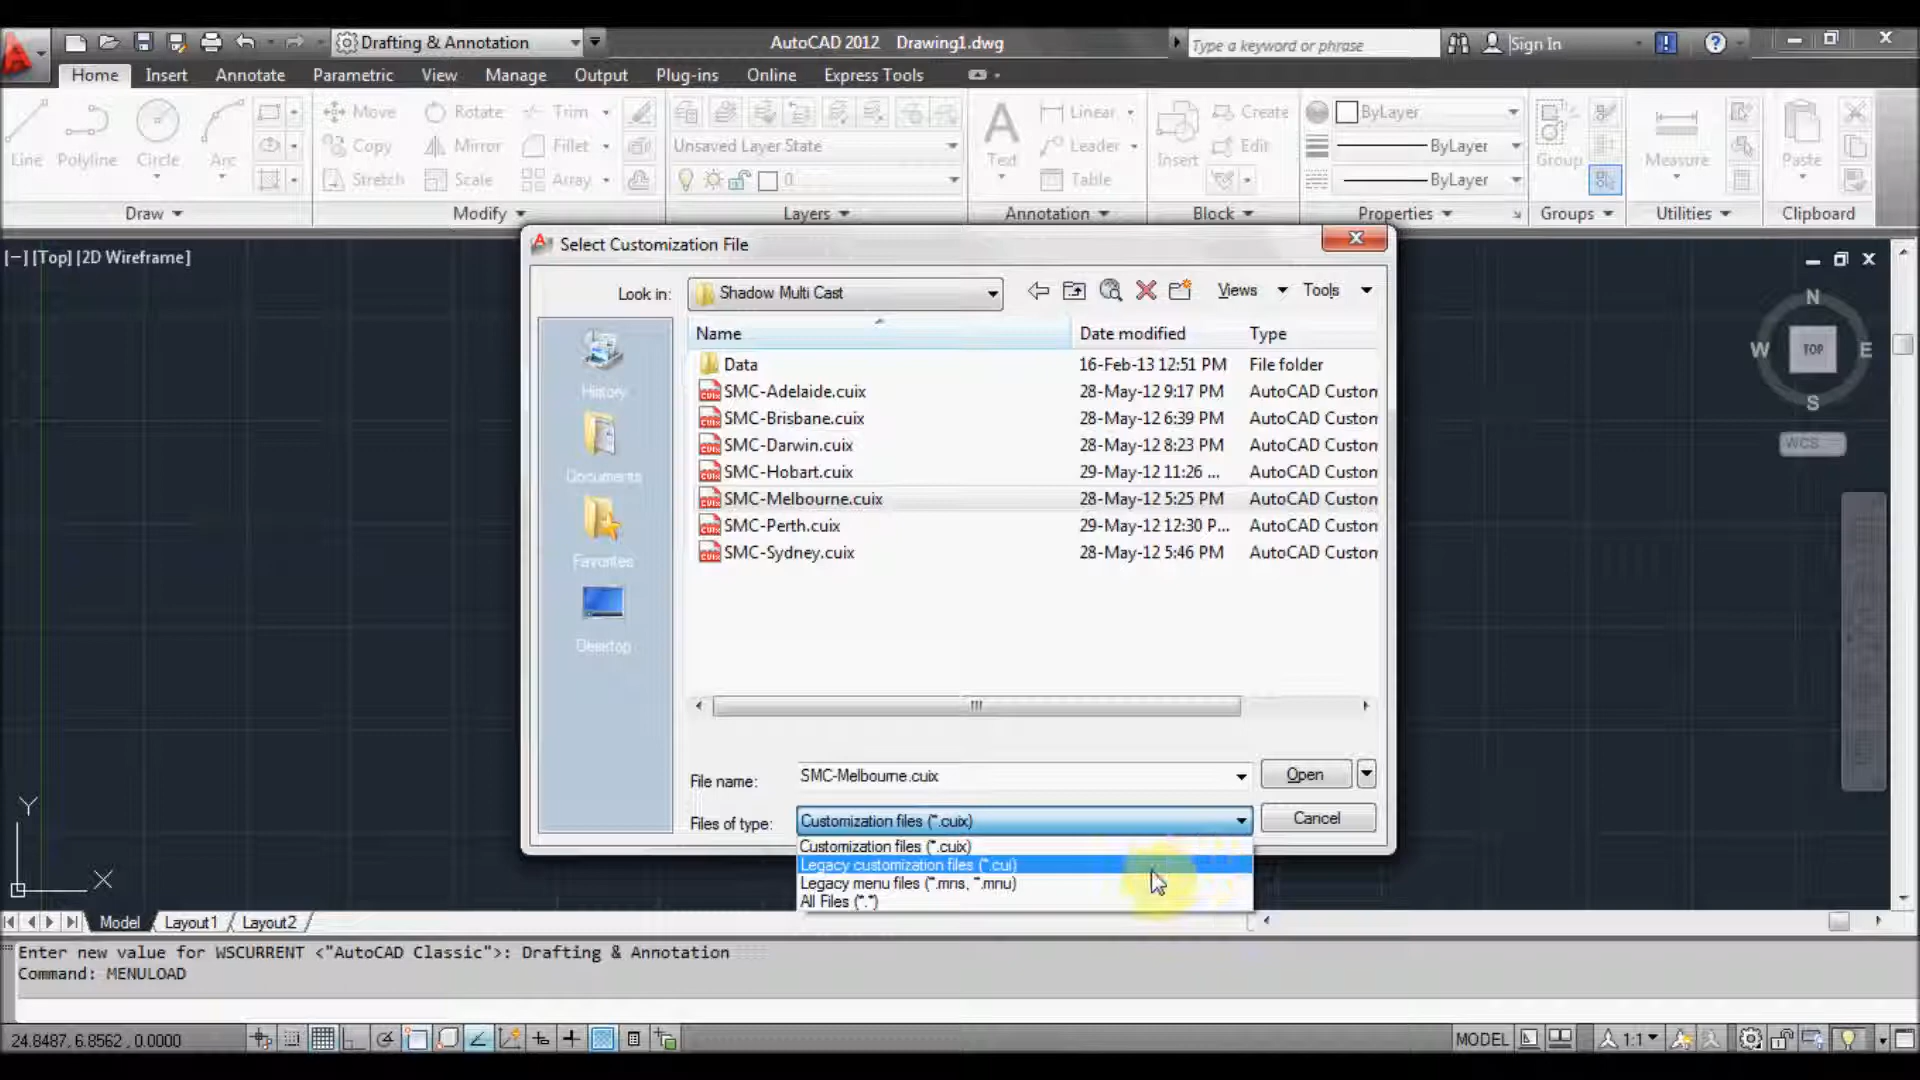 Drafting & Annotation
AutoCAD 2012 Drawing1.dwg
Type a keyword or phrase
Sign In
Home Insert Annotate Parametric View Manage Output Plug-ins Online Express Tools
Line Polyline Circle Arc
Move Rotate Trim
Copy Mirror Fillet
Stretch Scale Array
Unsaved Layer State
0
Text
Linear
Leader
Table
Insert
Create
Edit
ByLayer
ByLayer
ByLayer
Group
Measure
Paste
Draw Modify Layers Annotation Block Properties Groups Utilities Clipboard
[−] [Top] [2D Wireframe]
Select Customization File
Look in: Shadow Multi Cast
Views Tools
Name Date modified Type
Data 16-Feb-13 12:51 PM File folder
SMC-Adelaide.cuix 28-May-12 9:17 PM AutoCAD Custon
SMC-Brisbane.cuix 28-May-12 6:39 PM AutoCAD Custon
SMC-Darwin.cuix 28-May-12 8:23 PM AutoCAD Custon
SMC-Hobart.cuix 29-May-12 11:26 ... AutoCAD Custon
SMC-Melbourne.cuix 28-May-12 5:25 PM AutoCAD Custon
SMC-Perth.cuix 29-May-12 12:30 P... AutoCAD Custon
SMC-Sydney.cuix 28-May-12 5:46 PM AutoCAD Custon
History
Documents
Favorites
Desktop
File name: SMC-Melbourne.cuix Open
Files of type: Customization files (*.cuix) Cancel
Customization files (*.cuix)
Legacy customization files (*.cui)
Legacy menu files (*.mns, *.mnu)
All Files (*.*)
N
W TOP E
S
WCS
Y
X
Model Layout1 Layout2
Enter new value for WSCURRENT <"AutoCAD Classic">: Drafting & Annotation
Command: MENULOAD
24.8487, 6.8562 , 0.0000
MODEL
1:1